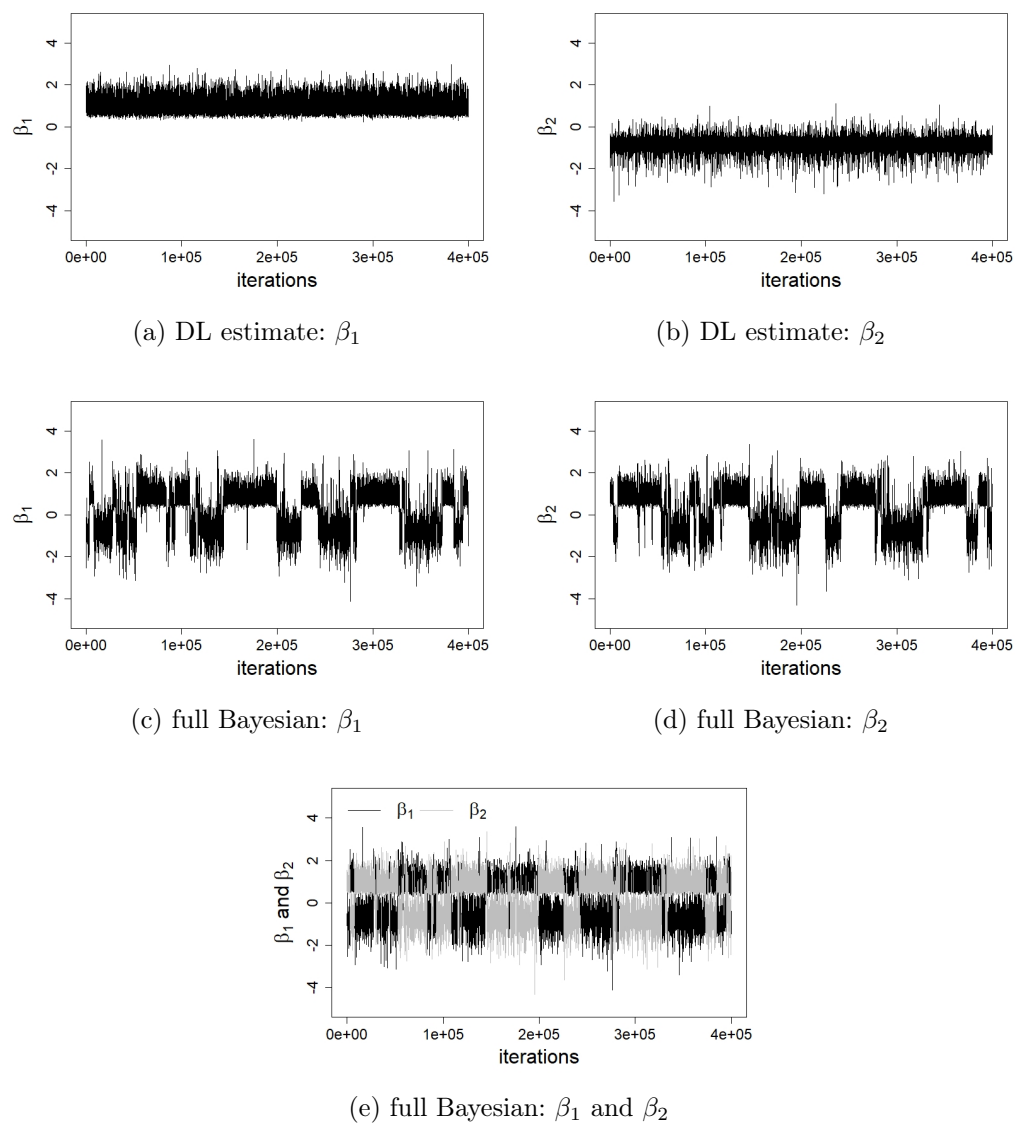 4
2
0
-2
-4
β1
0e+00 1e+05 2e+05 3e+05 4e+05
iterations
(a) DL estimate: β1
4
2
0
-2
-4
β2
0e+00 1e+05 2e+05 3e+05 4e+05
iterations
(b) DL estimate: β2
4
2
0
-2
-4
β1
0e+00 1e+05 2e+05 3e+05 4e+05
iterations
(c) full Bayesian: β1
4
2
0
-2
-4
β2
0e+00 1e+05 2e+05 3e+05 4e+05
iterations
(d) full Bayesian: β2
β1 β2
4
2
0
-2
-4
β1 and β2
0e+00 1e+05 2e+05 3e+05 4e+05
iterations
(e) full Bayesian: β1 and β2